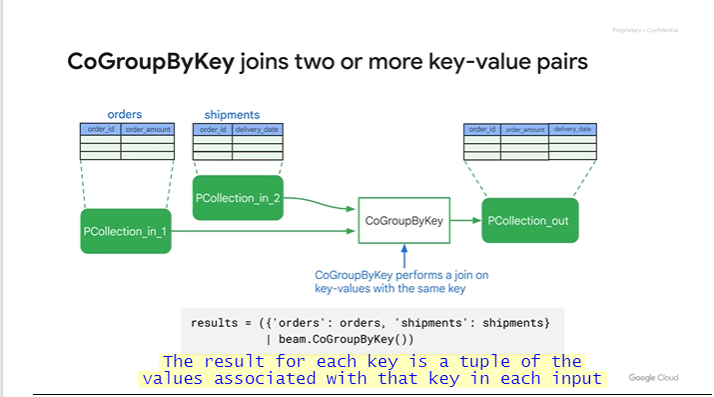 Proprietary + Confidential
CoGroupByKey joins two or more key-value pairs
orders
shipments
order_id order_amount
order_id delivery_date
order_id order_amount delivery_date
PCollection_in_2
PCollection_in_1
CoGroupByKey
PCollection_out
CoGroupByKey performs a join on
key-values with the same key
results = ({'orders': orders, 'shipments': shipments}
| beam.CoGroupByKey())
The result for each key is a tuple of the
values associated with that key in each input
Google Cloud